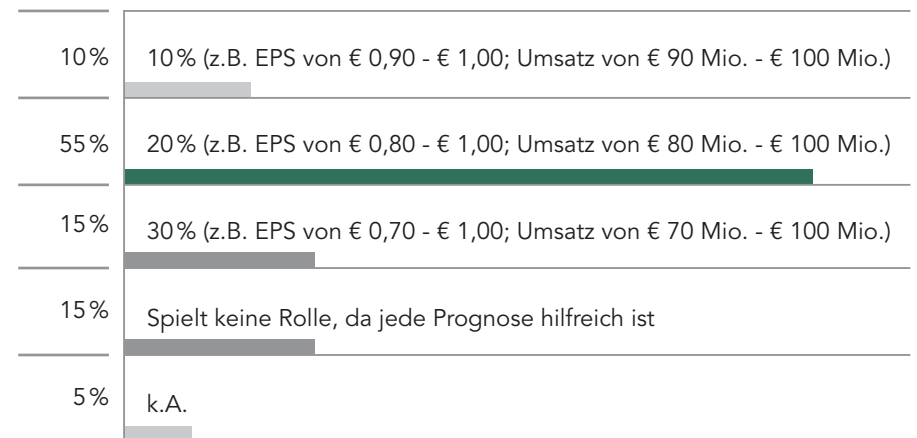 10 % 10 % (z.B. EPS von € 0,90 - € 1,00; Umsatz von € 90 Mio. - € 100 Mio.)
55 % 20 % (z.B. EPS von € 0,80 - € 1,00; Umsatz von € 80 Mio. - € 100 Mio.)
15 % 30 % (z.B. EPS von € 0,70 - € 1,00; Umsatz von € 70 Mio. - € 100 Mio.)
15 % Spielt keine Rolle, da jede Prognose hilfreich ist
5 % k.A.